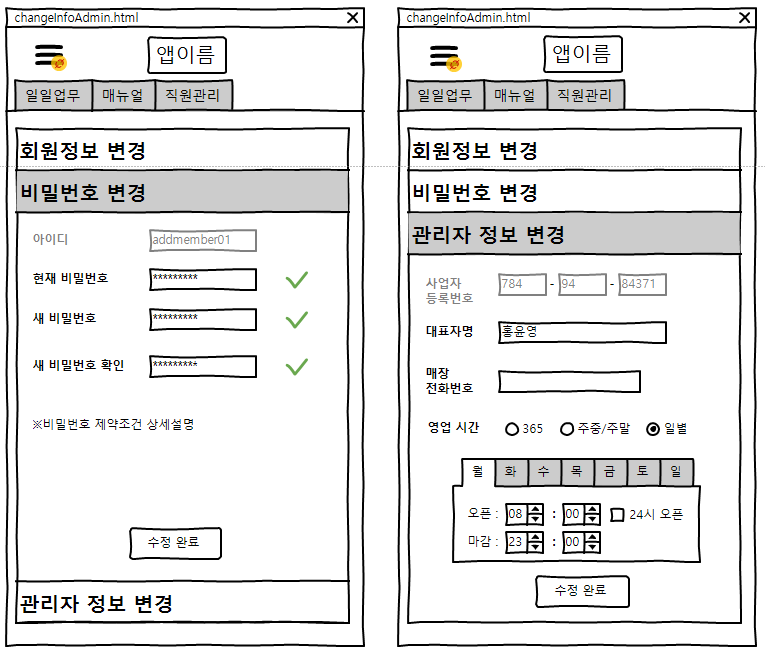 changeInfoAdmin.html
앱이름
일일업무 매뉴얼 직원관리
회원정보 변경
비밀번호 변경
아이디 addmember01
현재 비밀번호 *********
새 비밀번호 *********
새 비밀번호 확인 *********
※비밀번호 제약조건 상세설명
수정 완료
관리자 정보 변경
changeInfoAdmin.html
앱이름
일일업무 매뉴얼 직원관리
회원정보 변경
비밀번호 변경
관리자 정보 변경
사업자
등록번호 784 - 94 - 84371
대표자명 홍윤영
매장
전화번호
영업 시간 365 주중/주말 일별
월 화 수 목 금 토 일
오픈 : 08 : 00 24시 오픈
마감 : 23 : 00
수정 완료